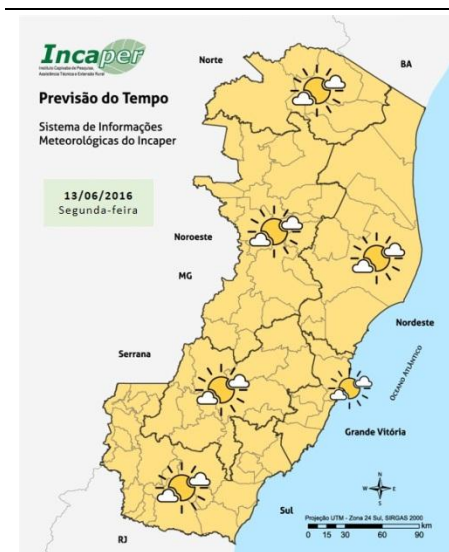 Incaper
Instituto Capixaba de Pesquisa,
Assistência Técnica e Extensão Rural
Previsão do Tempo
Sistema de Informações
Meteorológicas do Incaper
13/06/2016
Segunda-feira
Norte
BA
Noroeste
MG
Nordeste
Serrana
OCEANO ATLÂNTICO
Grande Vitória
Sul
RJ
N
W
E
S
Projeção UTM - Zona 24 Sul, SIRGAS 2000
km
0 15 30 60 90